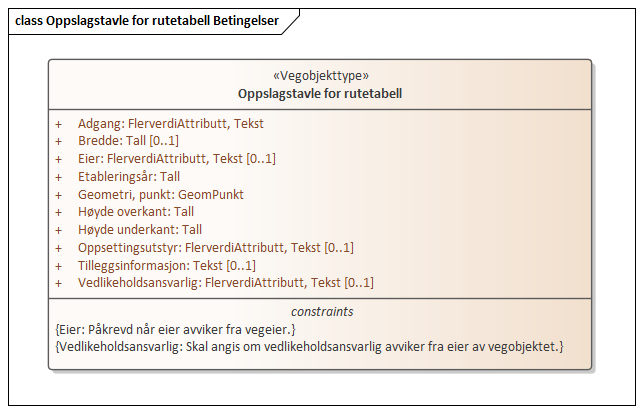 class Oppslagstavle for rutetabell Betingelser
«Vegobjekttype»
Oppslagstavle for rutetabell
+ Adgang: FlerverdiAttributt, Tekst
+ Bredde: Tall [0..1]
+ Eier: FlerverdiAttributt, Tekst [0..1]
+ Etableringsår: Tall
+ Geometri, punkt: GeomPunkt
+ Høyde overkant: Tall
+ Høyde underkant: Tall
+ Oppsettingsutstyr: FlerverdiAttributt, Tekst [0..1]
+ Tilleggsinformasjon: Tekst [0..1]
+ Vedlikeholdsansvarlig: FlerverdiAttributt, Tekst [0..1]
constraints
{Eier: Påkrevd når eier avviker fra vegeier.}
{Vedlikeholdsansvarlig: Skal angis om vedlikeholdsansvarlig avviker fra eier av vegobjektet.}